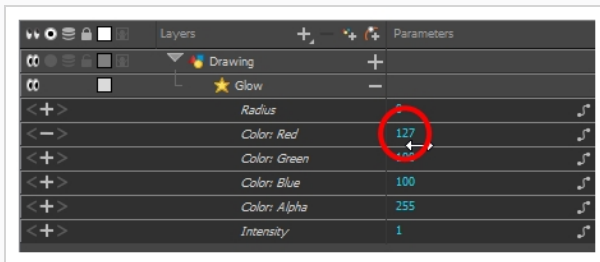 Layers Parameters
Drawing
Glow
Radius
Color: Red 127
Color: Green
Color: Blue 100
Color: Alpha 255
Intensity 1